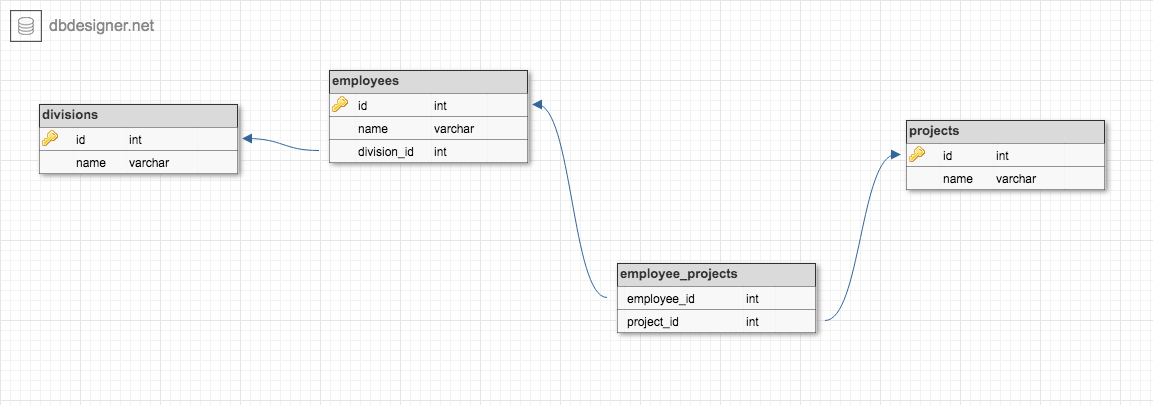 dbdesigner.net
divisions
id int
name varchar
employees
id int
name varchar
division_id int
employee_projects
employee_id int
project_id int
projects
id int
name varchar